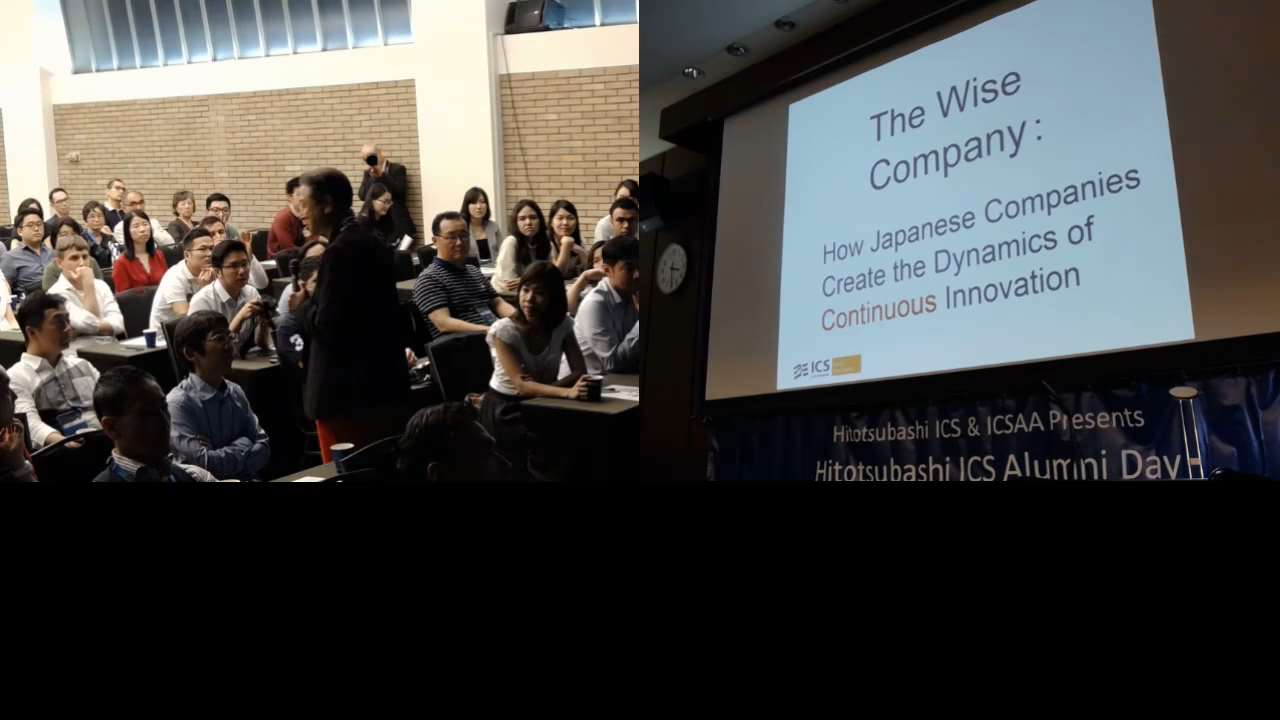 The Wise
Company:
How Japanese Companies
Create the Dynamics of
Continuous Innovation
ICS
Hitotsubashi ICS & ICSAA Presents
Hitotsubashi ICS Alumni Day